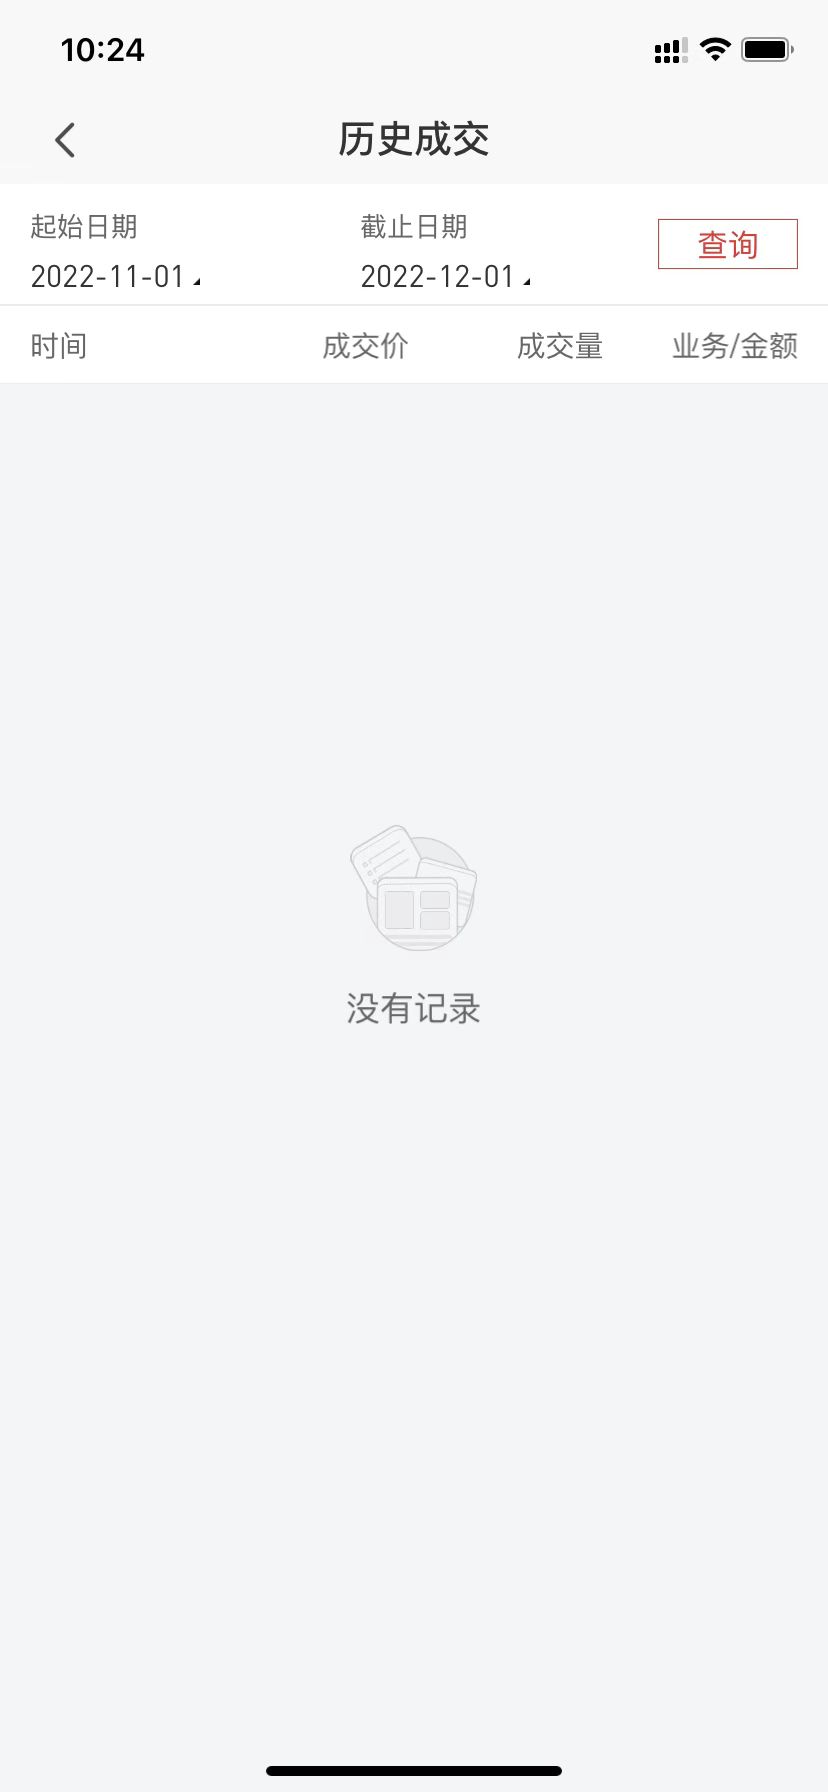 10:24
历史成交
起始日期 截止日期 查询
2022-11-01 2022-12-01
时间 成交价 成交量 业务/金额
没有记录